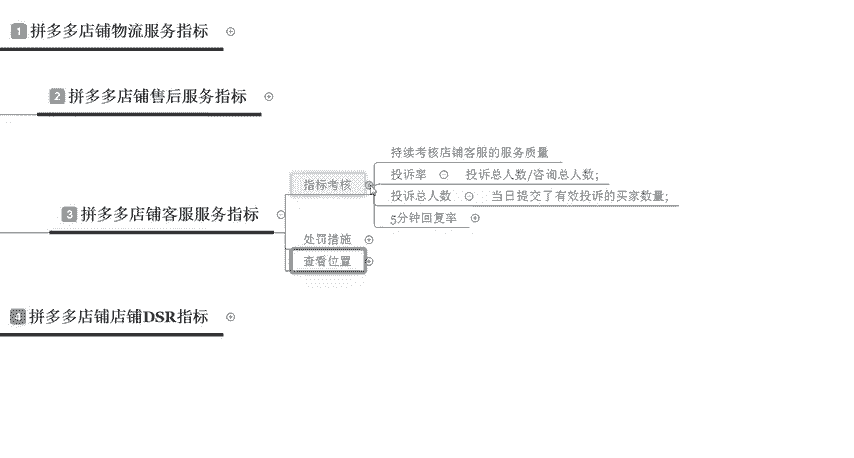 1 拼多多店铺物流服务指标
2 拼多多店铺售后服务指标
持续考核店铺客服的服务质量
指标考核
投诉率 投诉总人数/咨询总人数;
投诉总人数 当日提交了有效投诉的买家数量;
3 拼多多店铺客服服务指标
5分钟回复率
处罚措施
查看位置
4 拼多多店铺店铺DSR指标